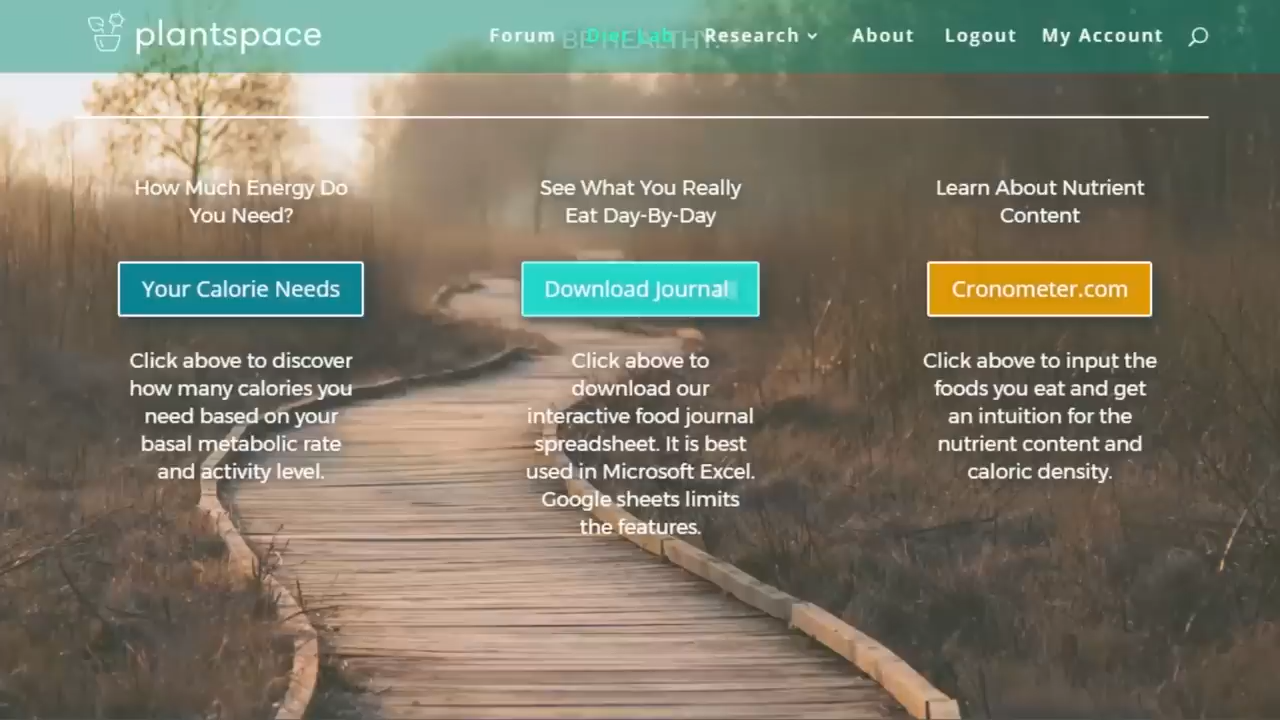 plantspace
Forum Diet Lab Research About Logout My Account
BE HEALTHY.
How Much Energy Do
You Need?
Your Calorie Needs
Click above to discover
how many calories you
need based on your
basal metabolic rate
and activity level.
See What You Really
Eat Day-By-Day
Download Journal
Click above to
download our
interactive food journal
spreadsheet. It is best
used in Microsoft Excel.
Google sheets limits
the features.
Learn About Nutrient
Content
Cronometer.com
Click above to input the
foods you eat and get
an intuition for the
nutrient content and
caloric density.